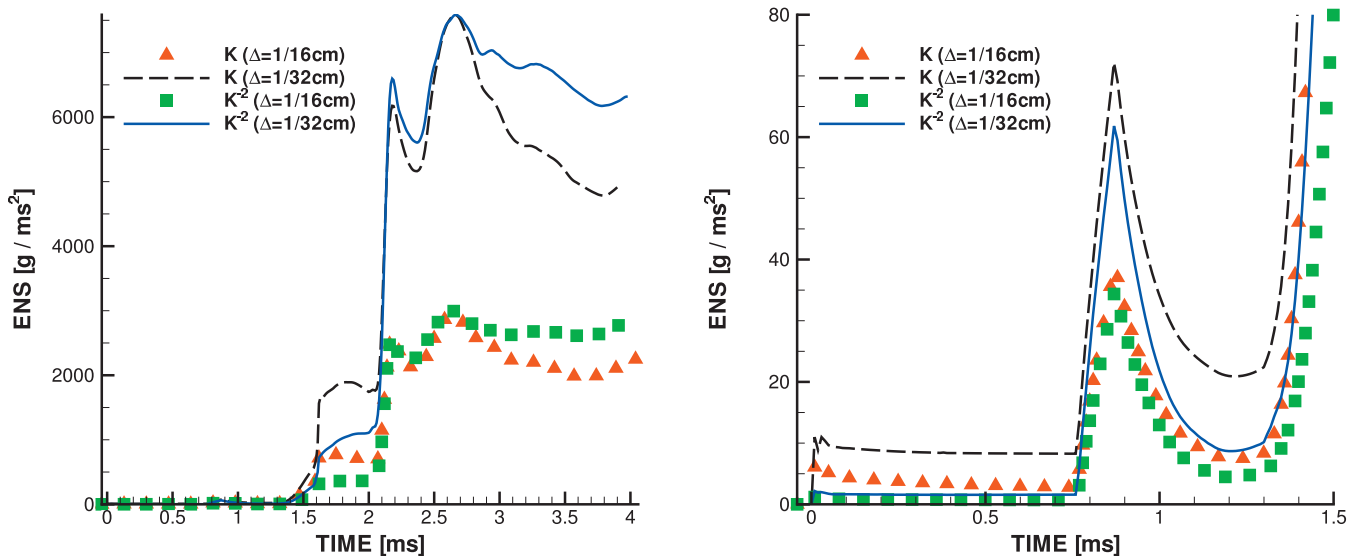 ENS [g / ms²]
6000
4000
2000
0
K (Δ=1/16cm)
K (Δ=1/32cm)
K⁻² (Δ=1/16cm)
K⁻² (Δ=1/32cm)
0 0.5 1 1.5 2 2.5 3 3.5 4
TIME [ms]
ENS [g / ms²]
80
60
40
20
0
K (Δ=1/16cm)
K (Δ=1/32cm)
K⁻² (Δ=1/16cm)
K⁻² (Δ=1/32cm)
0 0.5 1 1.5
TIME [ms]